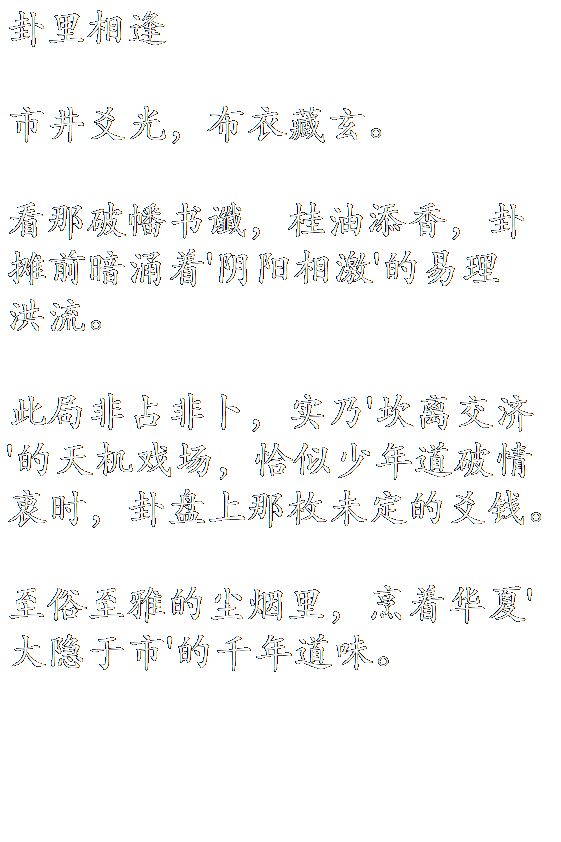 卦里相逢
市井爻光，布衣藏玄。
看那破幡书谶，桂油添香，卦
摊前暗涌着'阴阳相激'的易理
洪流。
此局非占非卜，实乃'坎离交济
'的天机戏场，恰似少年道破情
衷时，卦盘上那枚未定的爻钱。
至俗至雅的尘烟里，烹着华夏'
大隐于市'的千年道味。